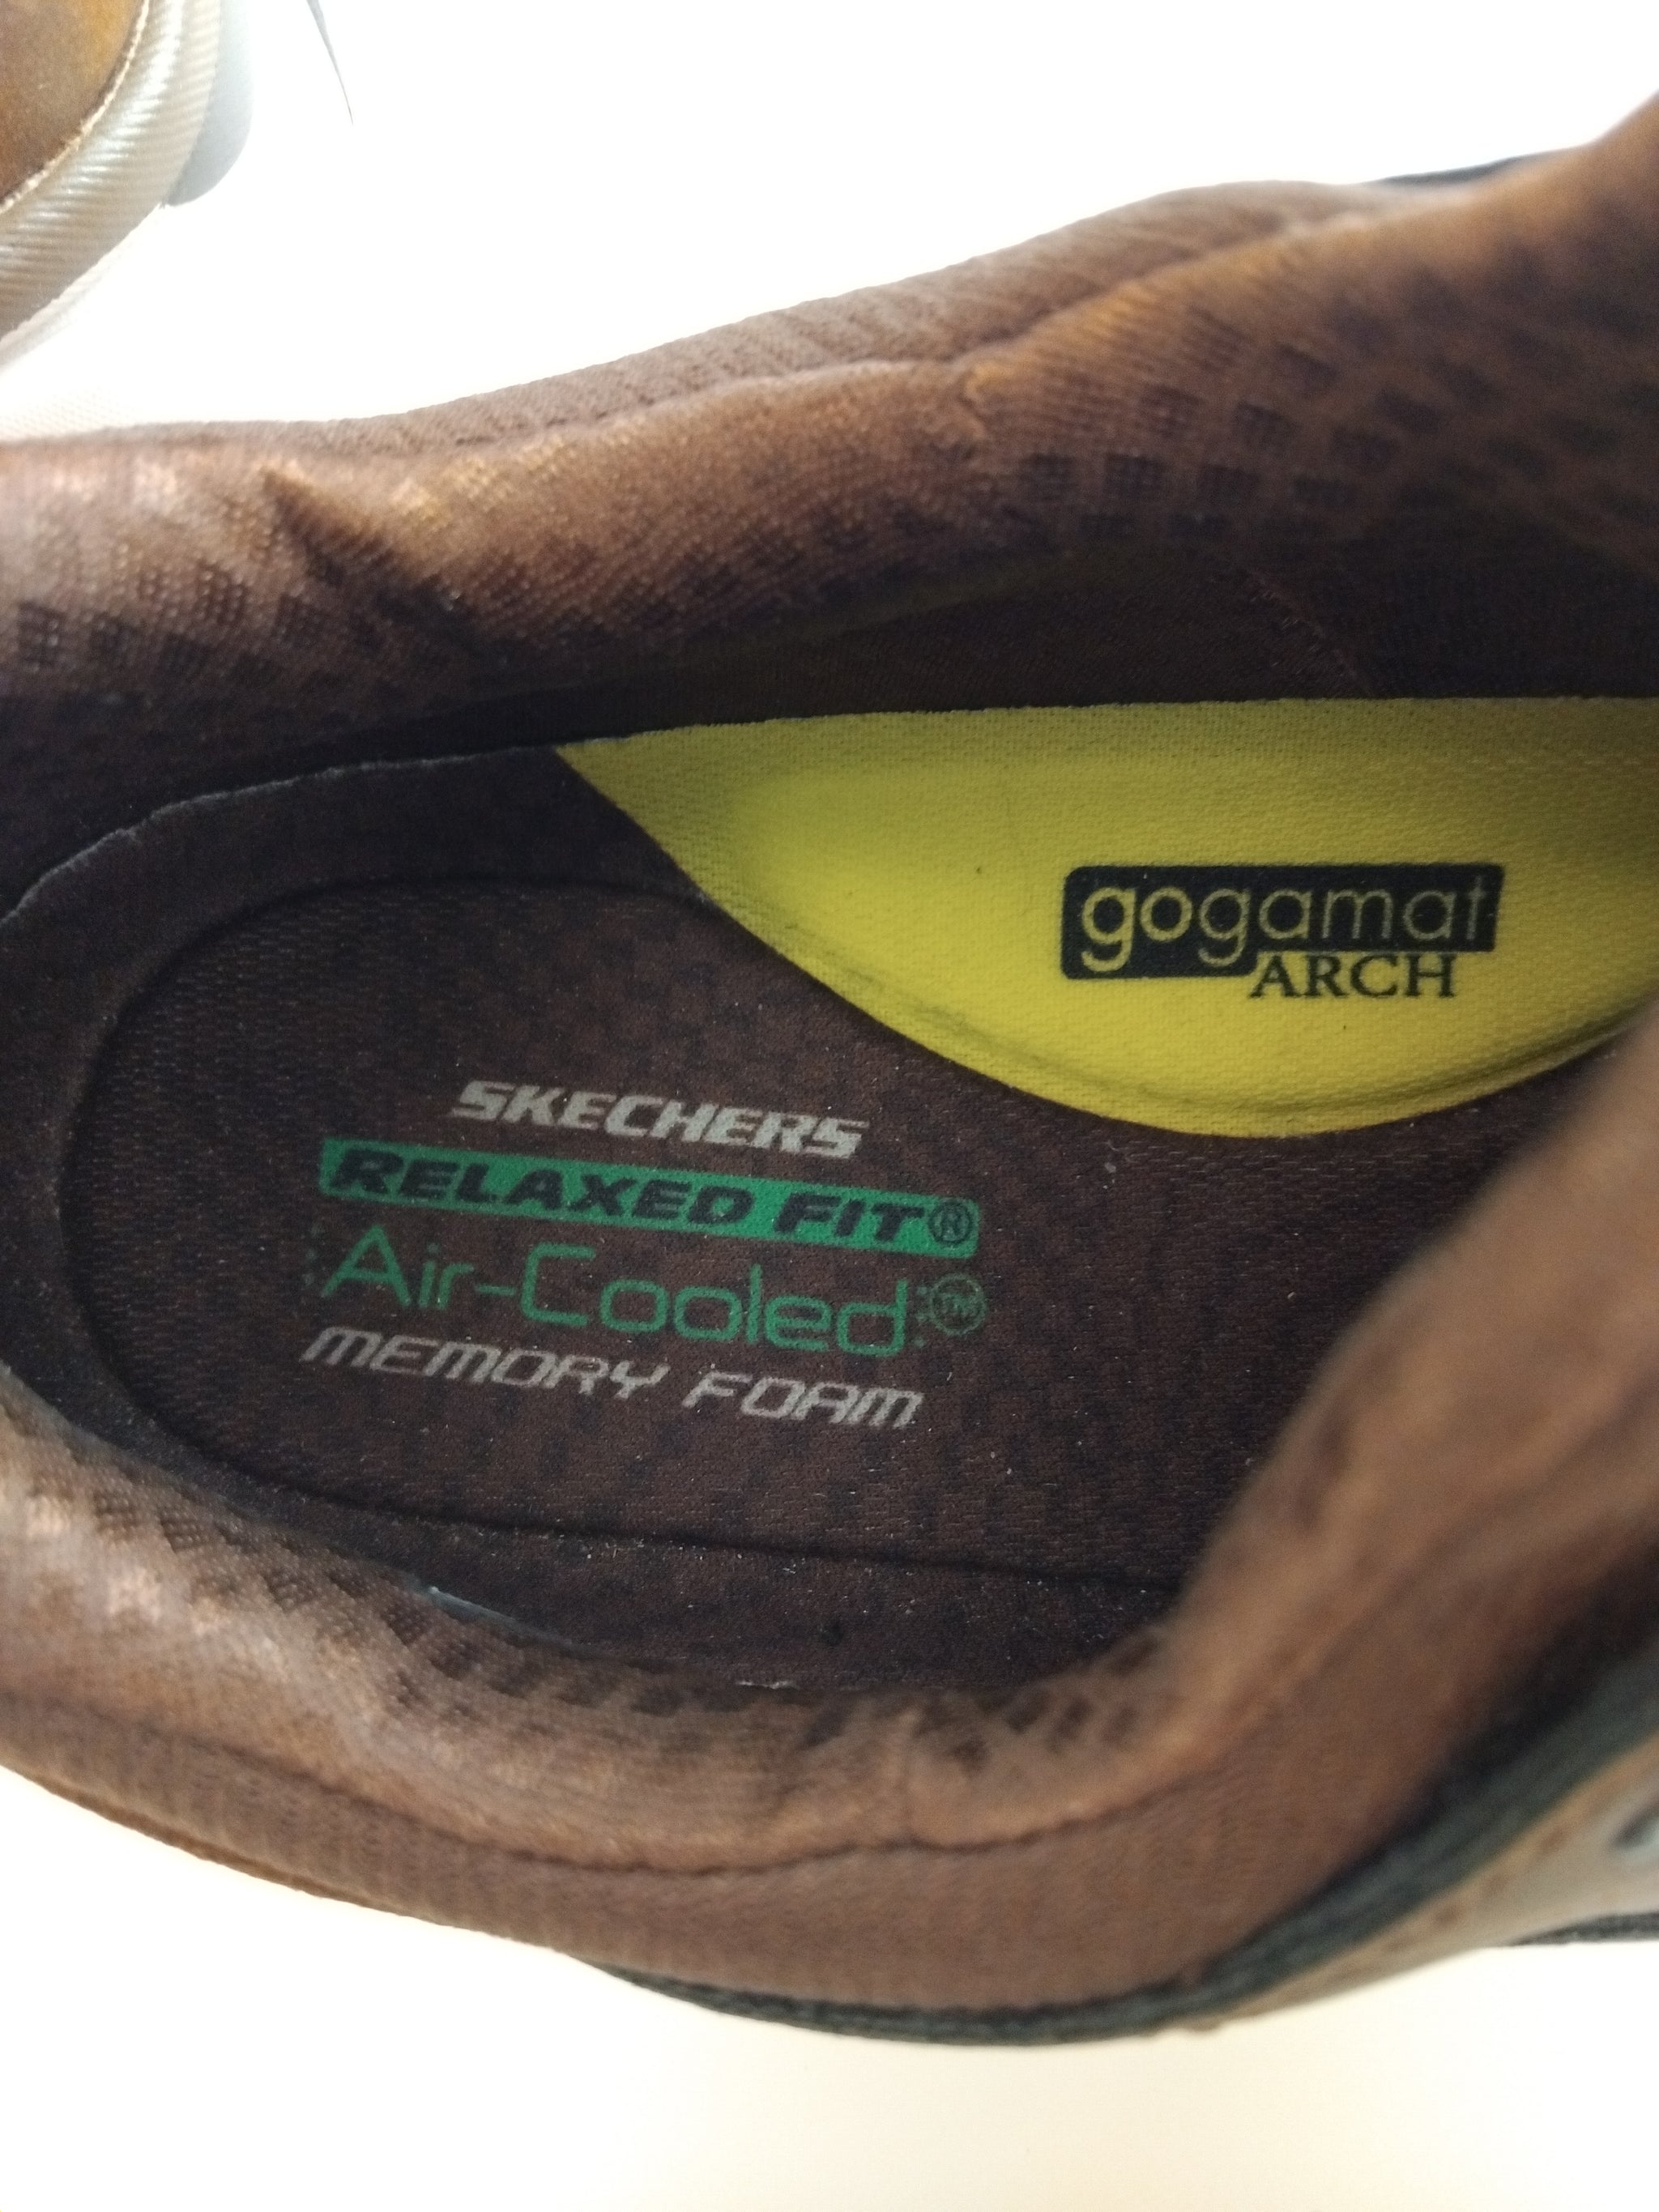 gogamat
ARCH
SKECHERS
RELAXED FIT®
Air-Cooled™
MEMORY FOAM